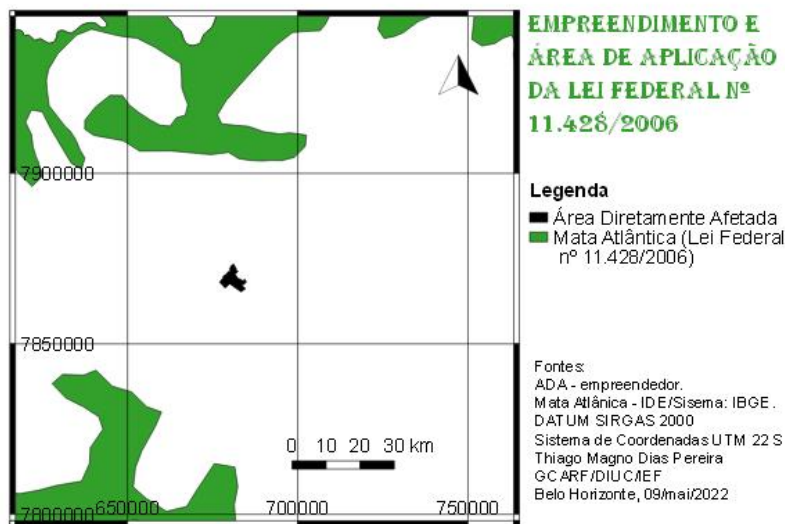 EMPREENDIMENTO E
ÁREA DE APLICAÇÃO
DA LEI FEDERAL Nº
11.428/2006
Legenda
Área Diretamente Afetada
Mata Atlântica (Lei Federal
nº 11.428/2006)
7900000
7850000
7800000
650000
700000
750000
0 10 20 30 km
Fontes:
ADA - empreendedor.
Mata Atlânica - IDE/Sisema: IBGE.
DATUM SIRGAS 2000
Sistema de Coordenadas UTM 22 S
Thiago Magno Dias Pereira
GCARF/DIUC/IEF
Belo Horizonte, 09/mai/2022